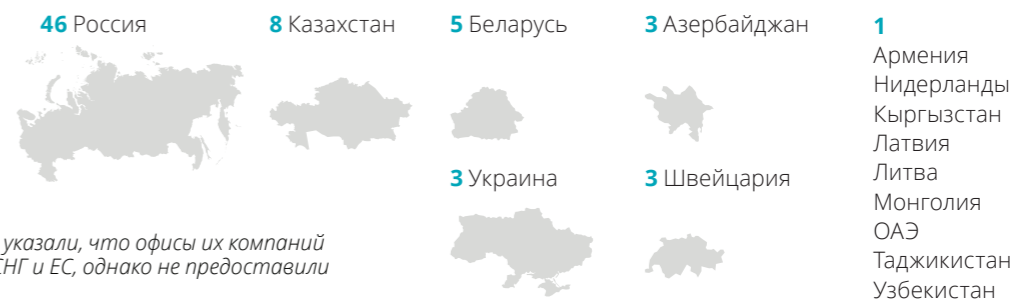 46 Россия
8 Казахстан
5 Беларусь
3 Азербайджан
3 Украина
3 Швейцария
1
Армения
Нидерланды
Кыргызстан
Латвия
Литва
Монголия
ОАЭ
Таджикистан
Узбекистан
указали, что офисы их компаний
СНГ и ЕС, однако не предоставили